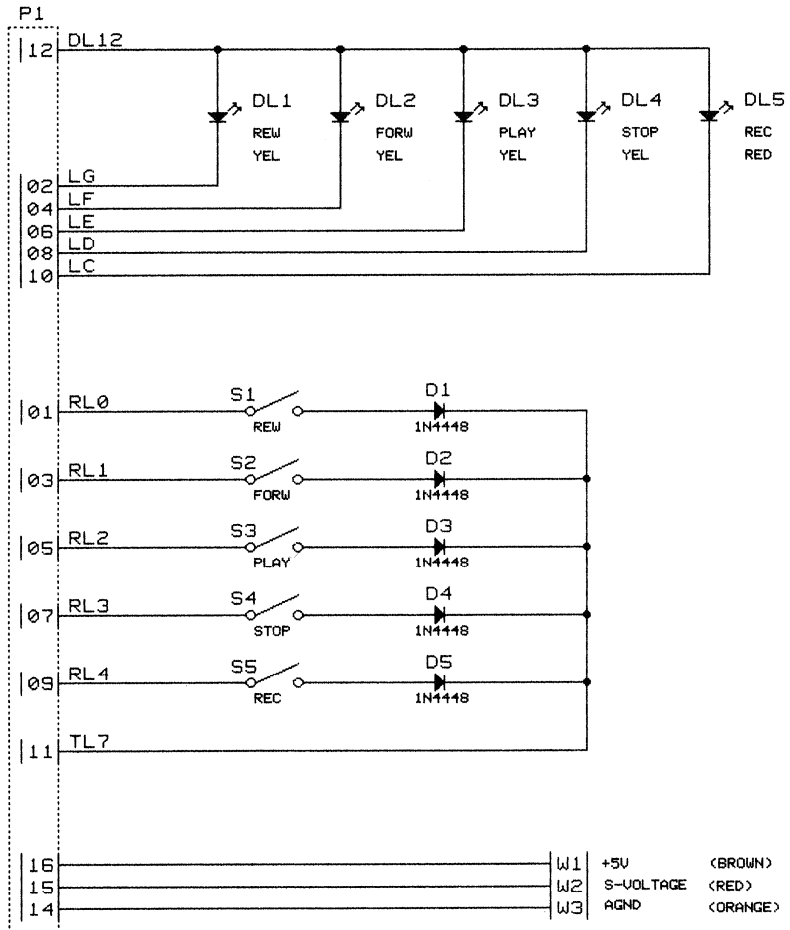 P1
12 DL12
DL1 DL2 DL3 DL4 DL5
REW FORW PLAY STOP REC
YEL YEL YEL YEL RED
02 LG
04 LF
06 LE
08 LD
10 LC
S1 D1
01 RL0
REW 1N4448
S2 D2
03 RL1
FORW 1N4448
S3 D3
05 RL2
PLAY 1N4448
S4 D4
07 RL3
STOP 1N4448
S5 D5
09 RL4
REC 1N4448
11 TL7
16 W1 +5V (BROWN)
15 W2 S-VOLTAGE (RED)
14 W3 AGND (ORANGE)